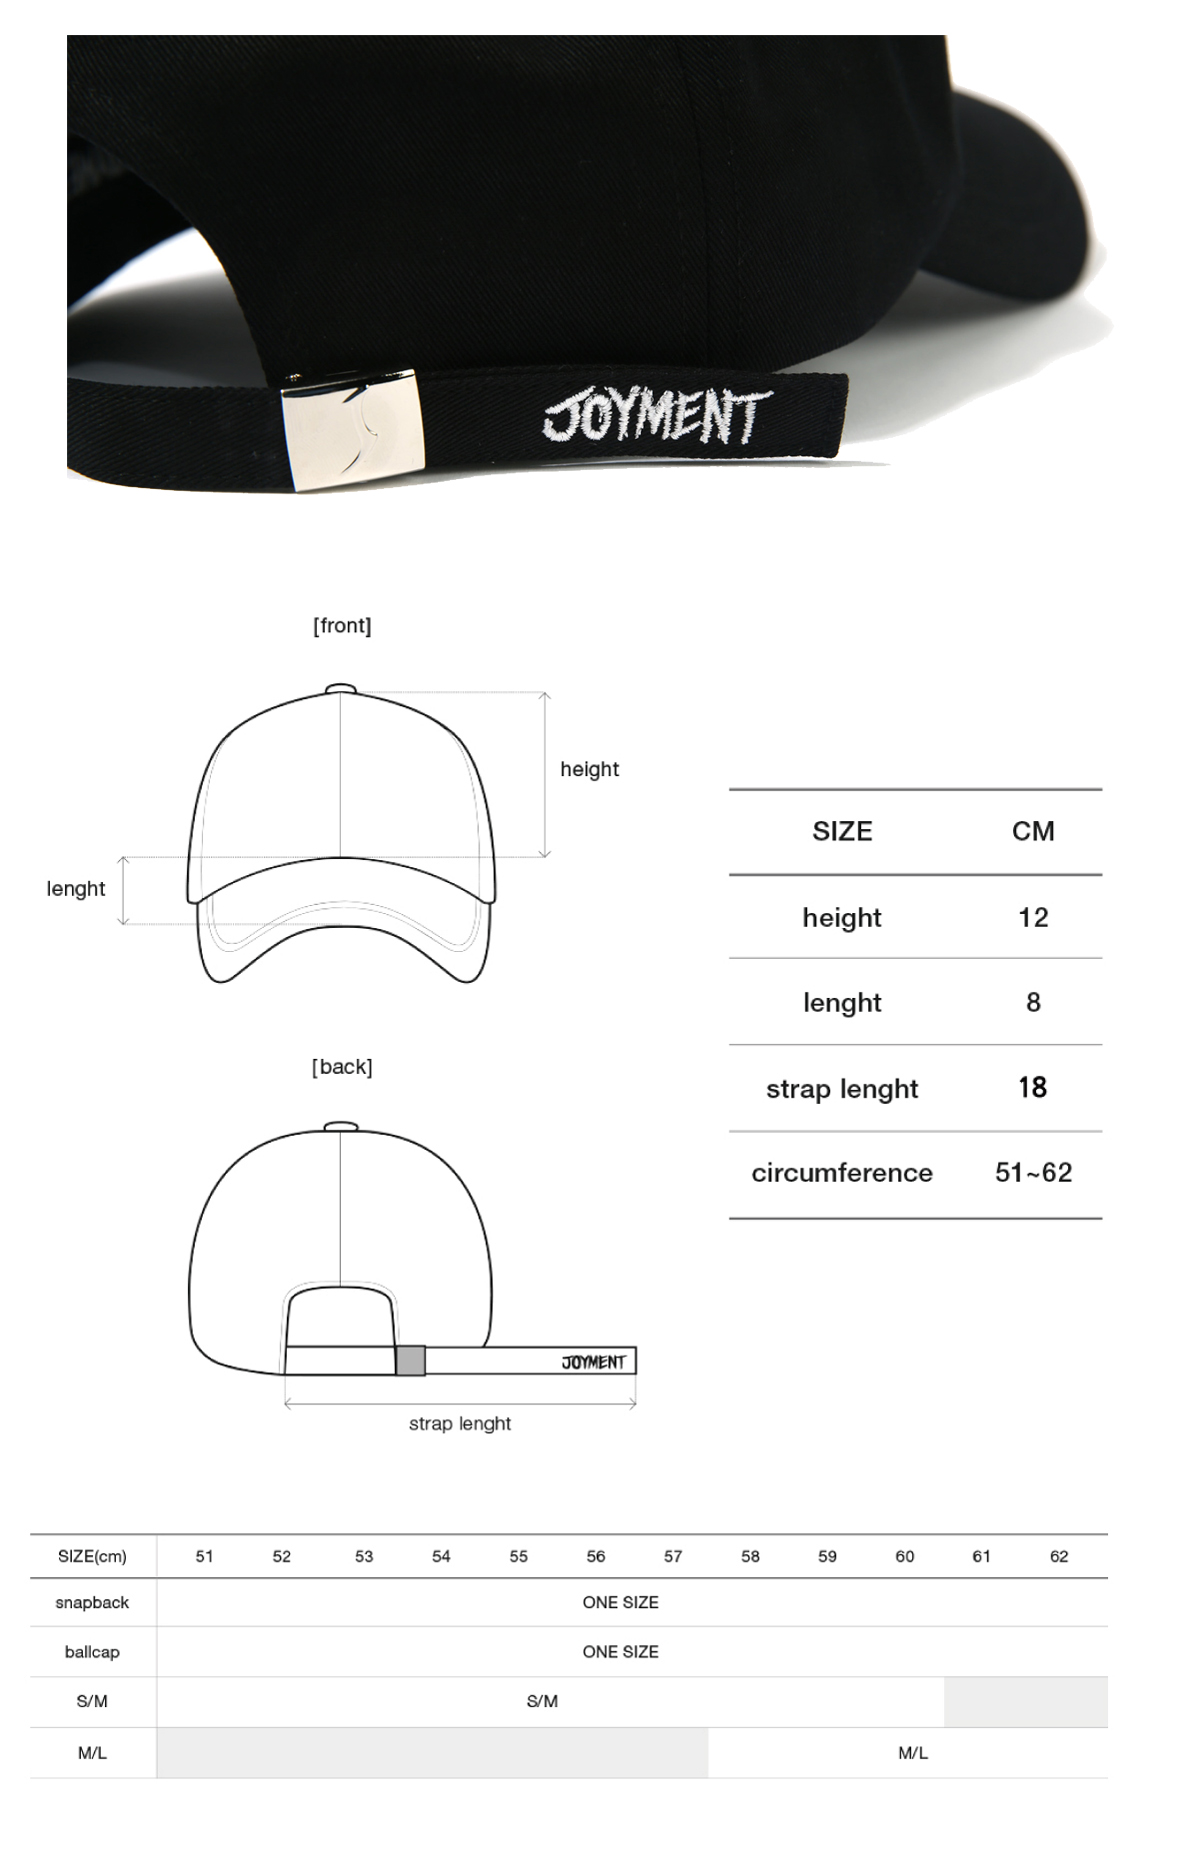 JOYMENT
[front]
height
lenght
SIZE CM
height 12
lenght 8
strap lenght 18
circumference 51~62
[back]
JOYMENT
strap lenght
SIZE(cm) 51 52 53 54 55 56 57 58 59 60 61 62
snapback ONE SIZE
ballcap ONE SIZE
S/M S/M
M/L M/L